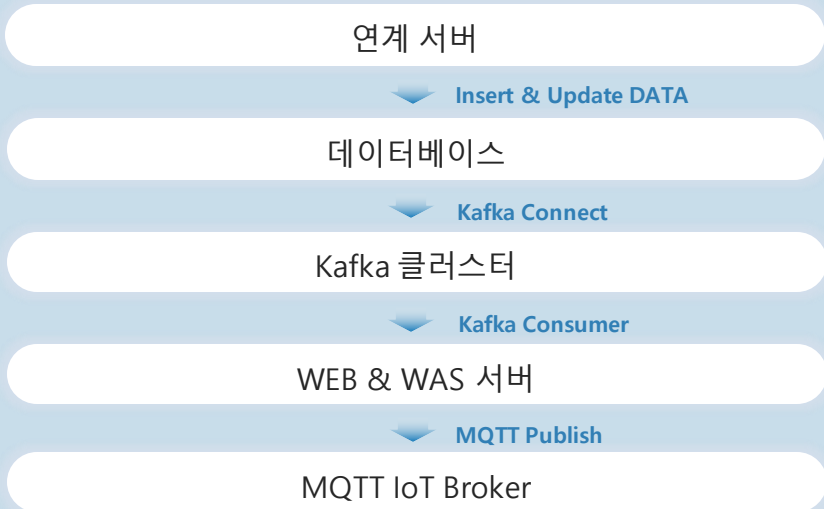 연계 서버
Insert & Update DATA
데이터베이스
Kafka Connect
Kafka 클러스터
Kafka Consumer
WEB & WAS 서버
MQTT Publish
MQTT IoT Broker